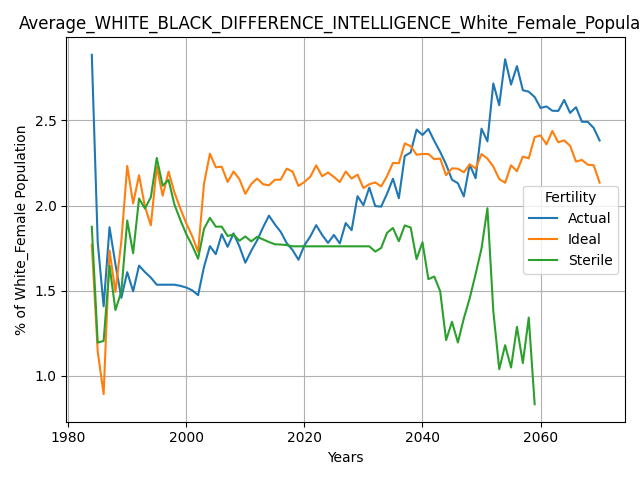 Average_WHITE_BLACK_DIFFERENCE_INTELLIGENCE_White_Female_Popula
% of White_Female Population
2.5
2.0
1.5
1.0
Fertility
Actual
Ideal
Sterile
1980
2000
2020
2040
2060
Years